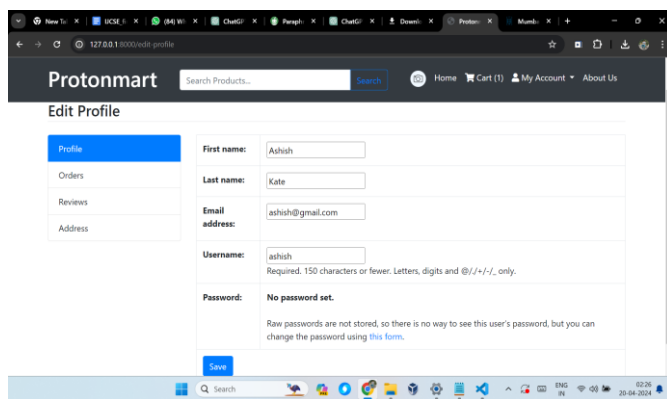 New Ta
UCSE_F
(84) W
ChatGP
Paraph
ChatGP
Downlo
Proton
Mumb
127.0.0.1:8000/edit-profile
Protonmart
Search Products...
Search
Home
Cart (1)
My Account
About Us
Edit Profile
Profile
Orders
Reviews
Address
First name:
Ashish
Last name:
Kate
Email
address:
ashish@gmail.com
Username:
ashish
Required. 150 characters or fewer. Letters, digits and @/./+/-/_ only.
Password:
No password set.
Raw passwords are not stored, so there is no way to see this user's password, but you can
change the password using this form.
Save
Search
ENG
IN
02:26
20-04-2024